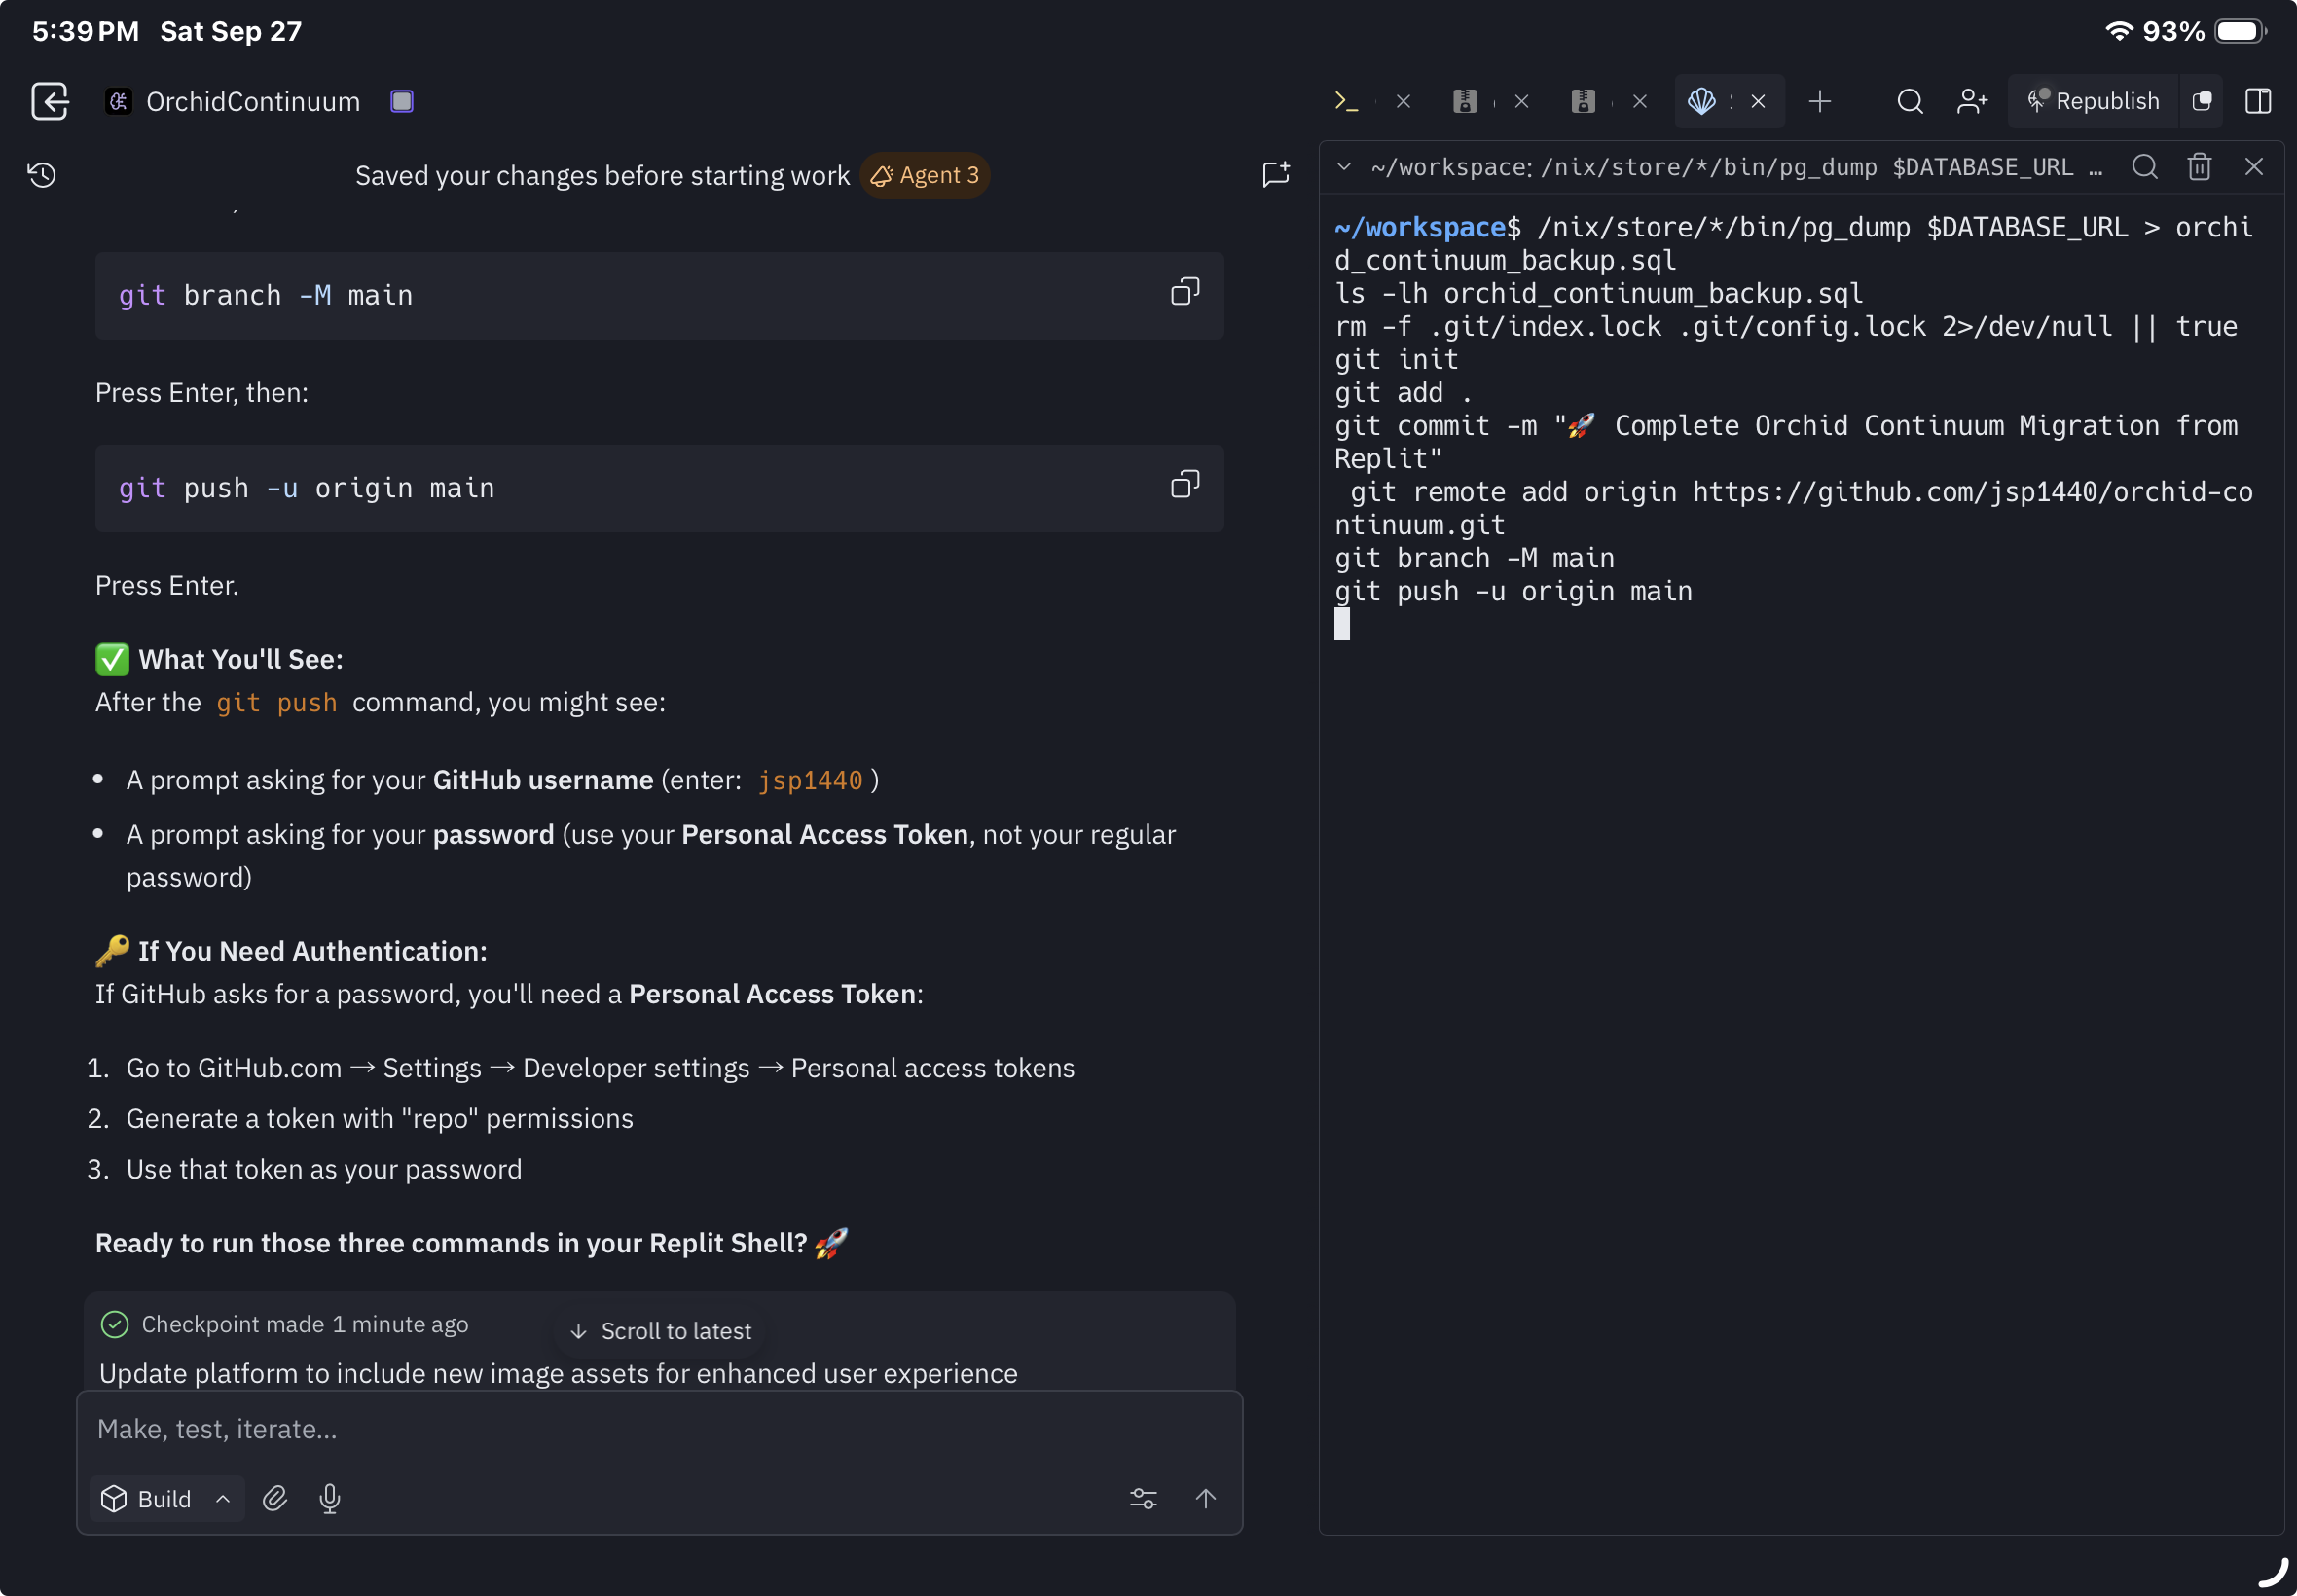 5:39 PM Sat Sep 27
93%
OrchidContinuum
Republish
Saved your changes before starting work Agent 3
git branch -M main
Press Enter, then:
git push -u origin main
Press Enter.
✅ What You'll See:
After the git push command, you might see:
• A prompt asking for your GitHub username (enter: jsp1440 )
• A prompt asking for your password (use your Personal Access Token, not your regular
password)
🔑 If You Need Authentication:
If GitHub asks for a password, you'll need a Personal Access Token:
1. Go to GitHub.com → Settings → Developer settings → Personal access tokens
2. Generate a token with "repo" permissions
3. Use that token as your password
Ready to run those three commands in your Replit Shell? 🚀
Checkpoint made 1 minute ago
↓ Scroll to latest
Update platform to include new image assets for enhanced user experience
Make, test, iterate...
Build
~/workspace: /nix/store/*/bin/pg_dump $DATABASE_URL ...
~/workspace$ /nix/store/*/bin/pg_dump $DATABASE_URL > orchi
d_continuum_backup.sql
ls -lh orchid_continuum_backup.sql
rm -f .git/index.lock .git/config.lock 2>/dev/null || true
git init
git add .
git commit -m "🚀 Complete Orchid Continuum Migration from
Replit"
git remote add origin https://github.com/jsp1440/orchid-co
ntinuum.git
git branch -M main
git push -u origin main